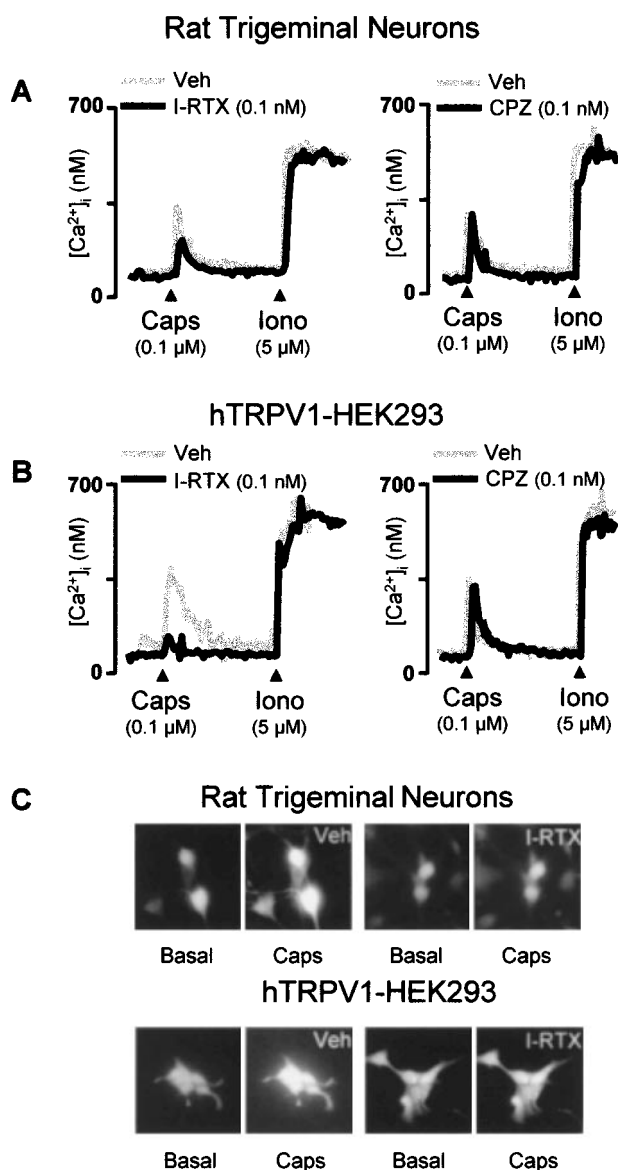 Rat Trigeminal Neurons
A
Veh
I-RTX (0.1 nM)
700
[Ca²⁺]ᵢ (nM)
0
Caps
(0.1 µM)
Iono
(5 µM)
Veh
CPZ (0.1 nM)
700
0
Caps
(0.1 µM)
Iono
(5 µM)
hTRPV1-HEK293
B
Veh
I-RTX (0.1 nM)
700
[Ca²⁺]ᵢ (nM)
0
Caps
(0.1 µM)
Iono
(5 µM)
Veh
CPZ (0.1 nM)
700
[Ca²⁺]ᵢ (nM)
0
Caps
(0.1 µM)
Iono
(5 µM)
C
Rat Trigeminal Neurons
Veh
I-RTX
Basal Caps Basal Caps
hTRPV1-HEK293
Veh
I-RTX
Basal Caps Basal Caps